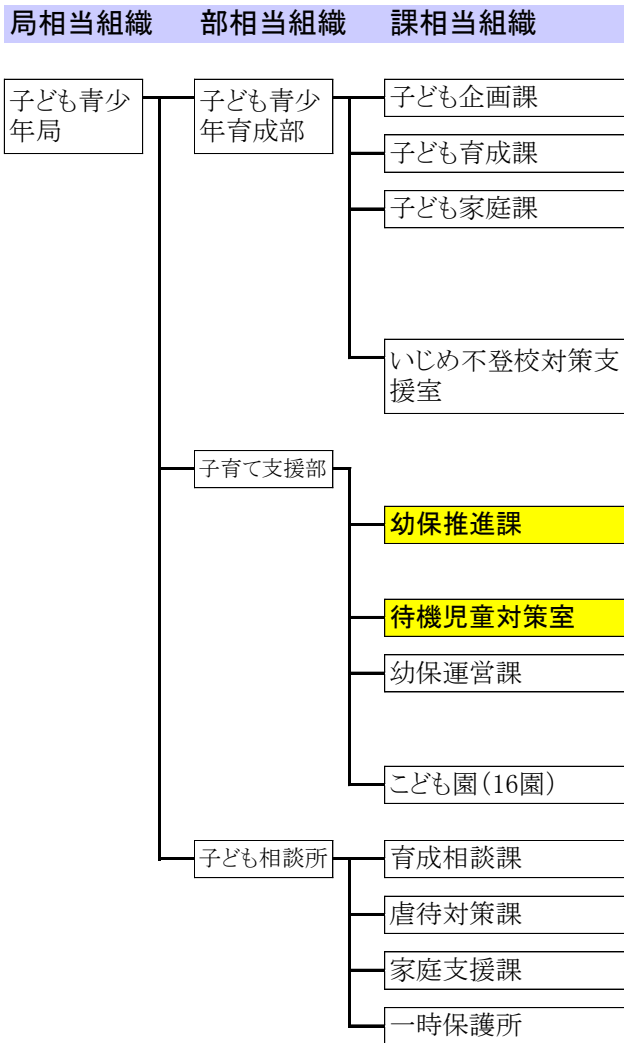 局相当組織 部相当組織 課相当組織
子ども青少
年局
子ども青少
年育成部
子ども企画課
子ども育成課
子ども家庭課
いじめ不登校対策支
援室
子育て支援部
幼保推進課
待機児童対策室
幼保運営課
こども園（16園）
子ども相談所
育成相談課
虐待対策課
家庭支援課
一時保護所